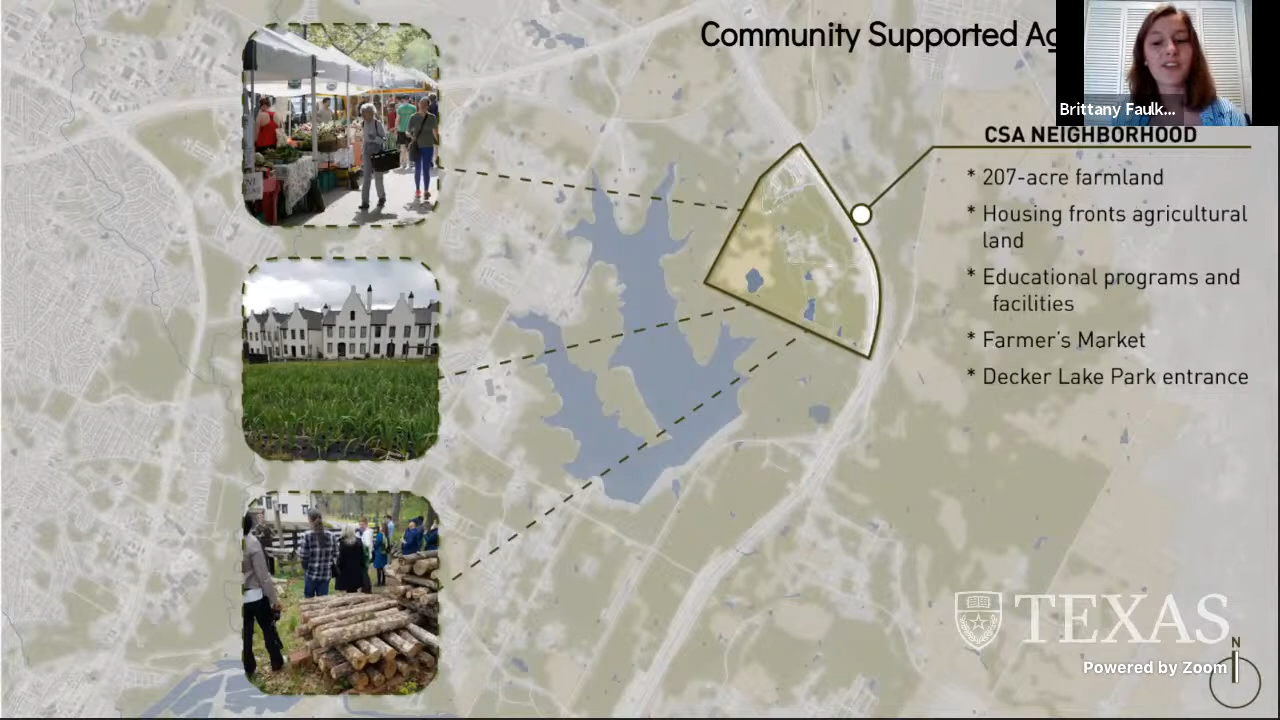 Community Supported Ag
Brittany Faulk...
CSA NEIGHBORHOOD
* 207-acre farmland
* Housing fronts agricultural
land
* Educational programs and
facilities
* Farmer's Market
* Decker Lake Park entrance
TEXAS
Powered by Zoom
N